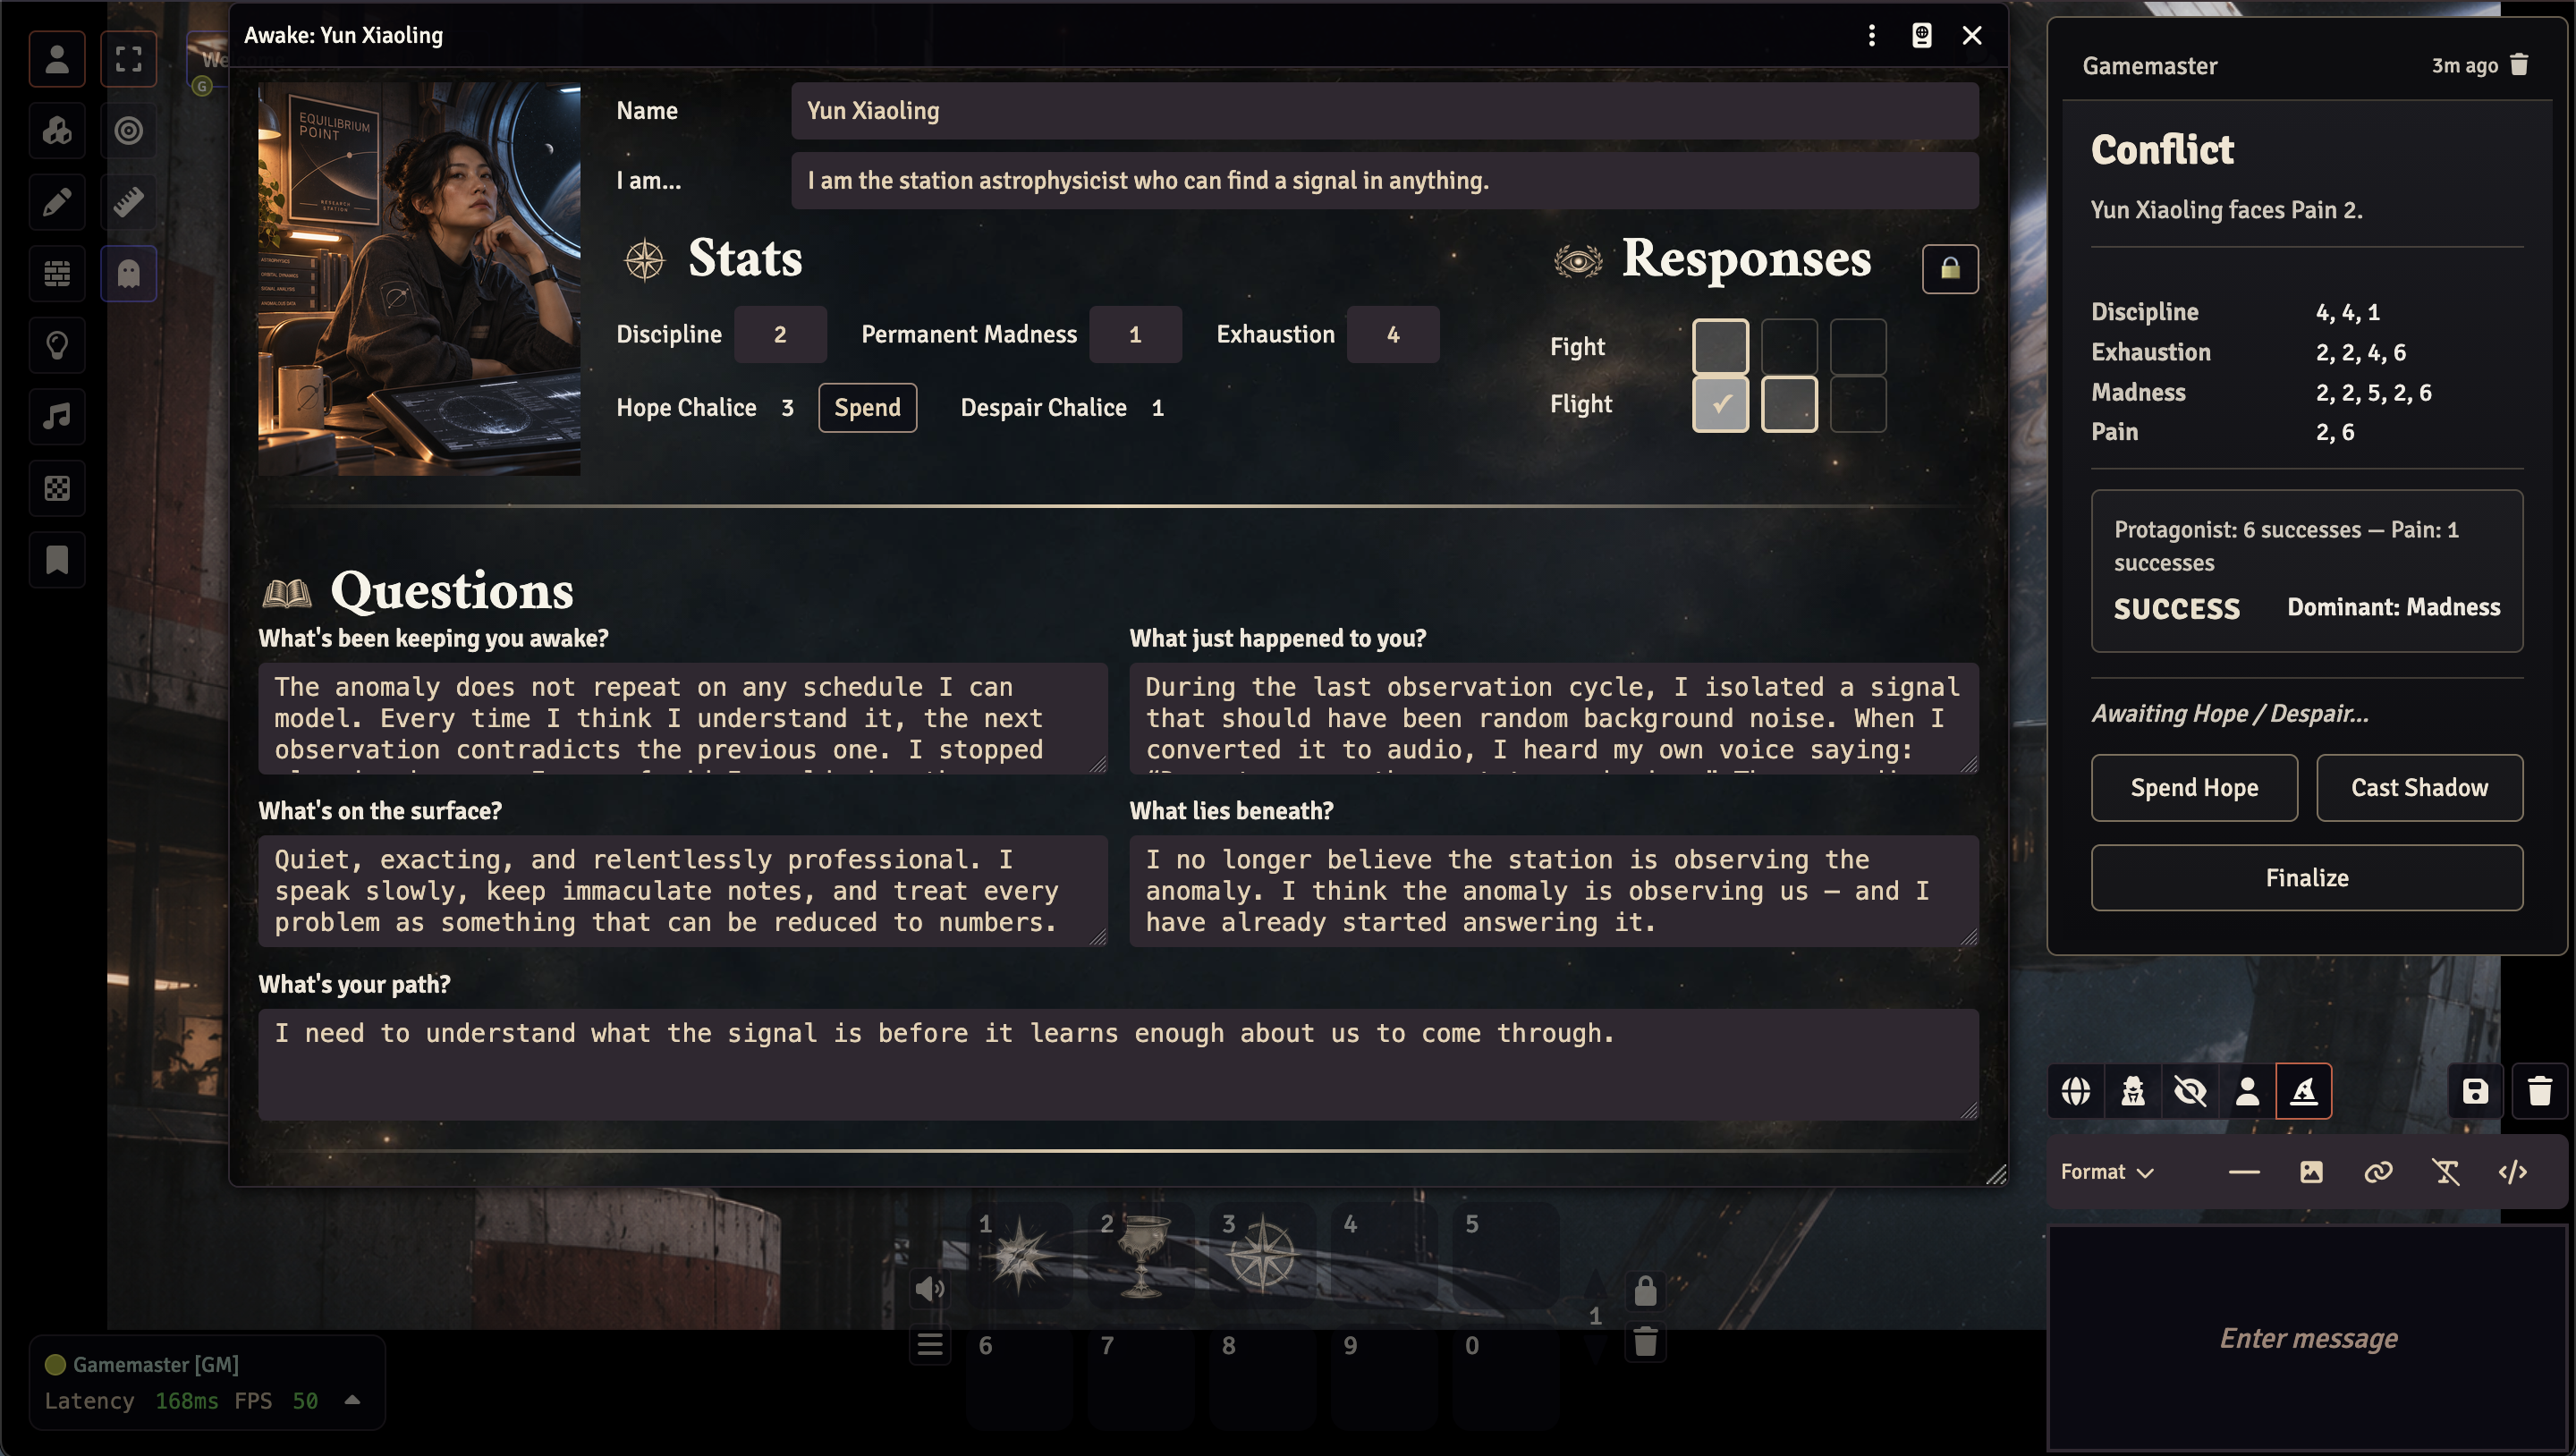 Awake: Yun Xiaoling
EQUILIBRIUM
POINT
RESEARCH
STATION
Name
Yun Xiaoling
I am...
I am the station astrophysicist who can find a signal in anything.
Stats
Discipline 2 Permanent Madness 1 Exhaustion 4
Hope Chalice 3 Spend Despair Chalice 1
Responses
Fight
Flight
Questions
What's been keeping you awake?
The anomaly does not repeat on any schedule I can
model. Every time I think I understand it, the next
observation contradicts the previous one. I stopped
What just happened to you?
During the last observation cycle, I isolated a signal
that should have been random background noise. When I
converted it to audio, I heard my own voice saying:
What's on the surface?
Quiet, exacting, and relentlessly professional. I
speak slowly, keep immaculate notes, and treat every
problem as something that can be reduced to numbers.
What lies beneath?
I no longer believe the station is observing the
anomaly. I think the anomaly is observing us — and I
have already started answering it.
What's your path?
I need to understand what the signal is before it learns enough about us to come through.
Gamemaster 3m ago
Conflict
Yun Xiaoling faces Pain 2.
Discipline 4, 4, 1
Exhaustion 2, 2, 4, 6
Madness 2, 2, 5, 2, 6
Pain 2, 6
Protagonist: 6 successes — Pain: 1
successes
SUCCESS Dominant: Madness
Awaiting Hope / Despair...
Spend Hope Cast Shadow
Finalize
Format
Enter message
1 2 3 4 5
1
6 7 8 9 0
G
Gamemaster [GM]
Latency 168ms FPS 50